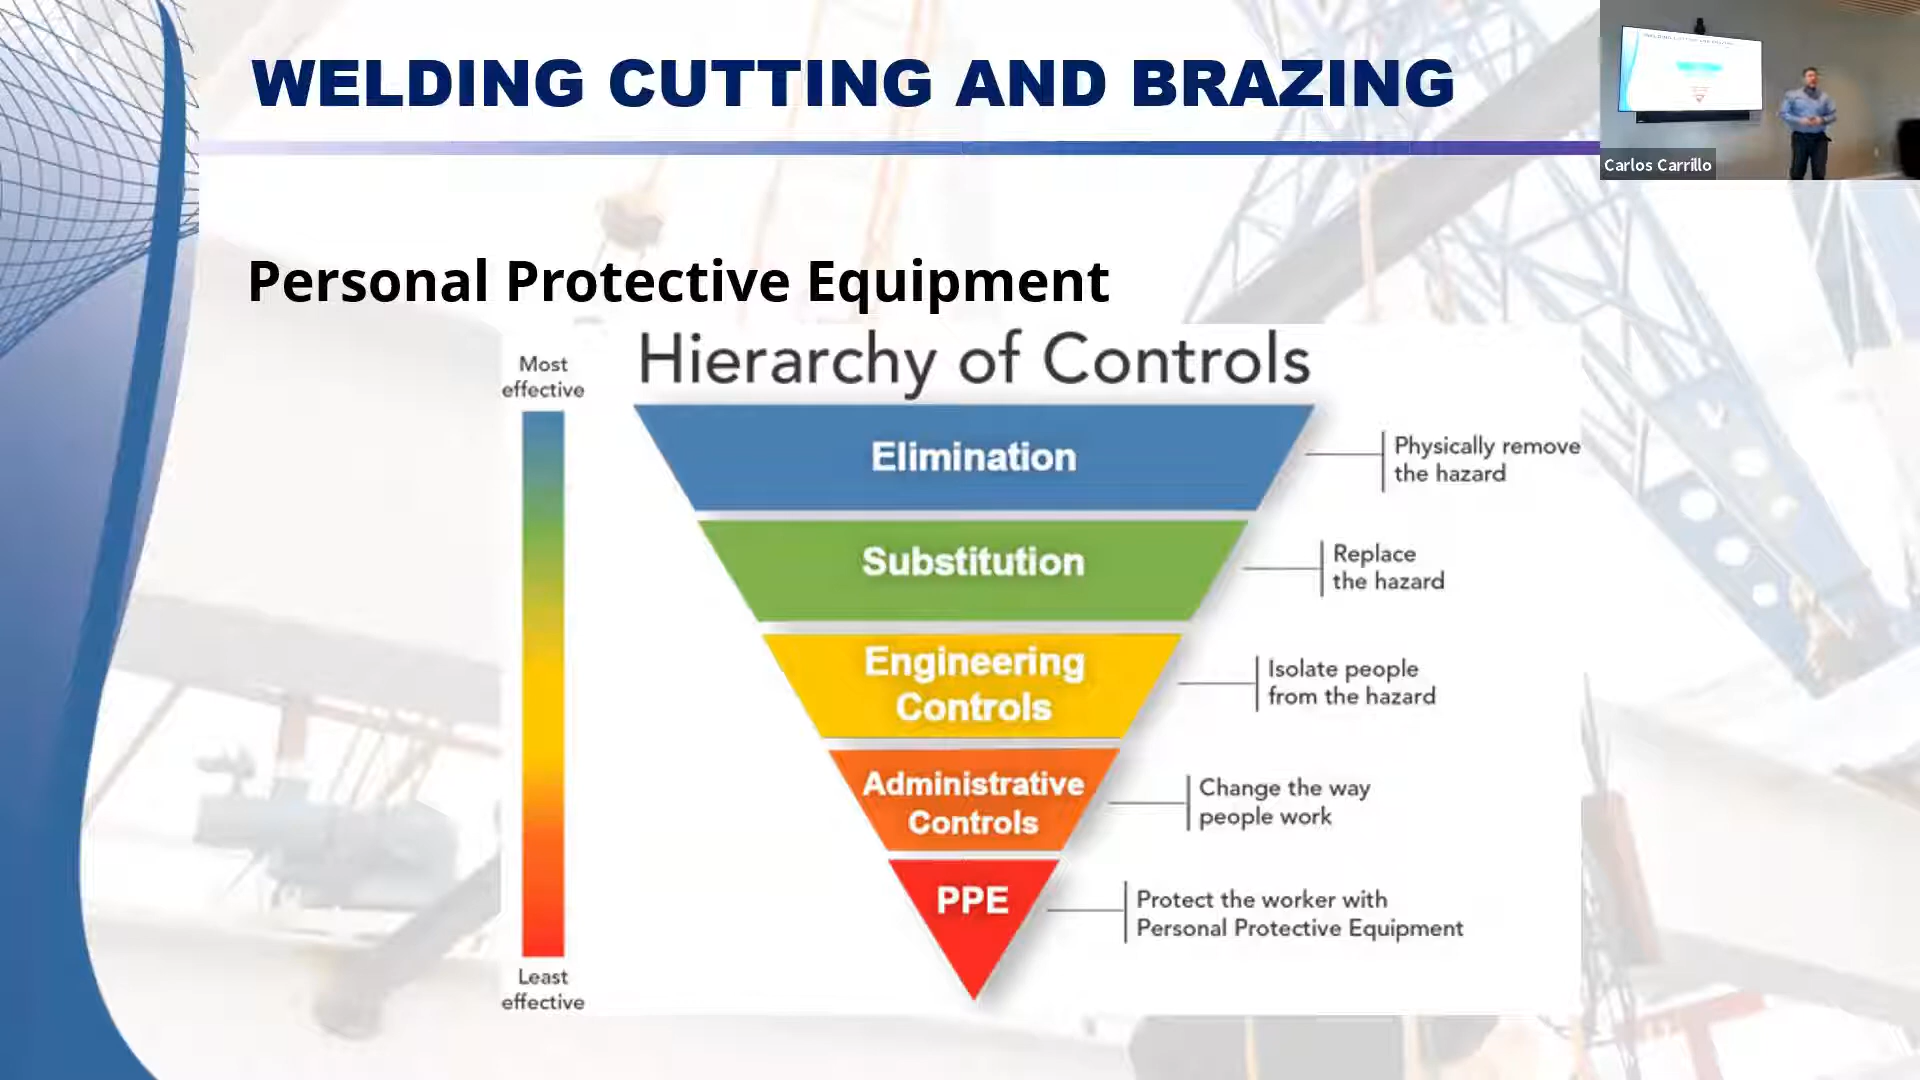 WELDING CUTTING AND BRAZING
Carlos Carrillo
Personal Protective Equipment
Hierarchy of Controls
Most
effective
Elimination
Physically remove
the hazard
Substitution
Replace
the hazard
Engineering
Controls
Isolate people
from the hazard
Administrative
Controls
Change the way
people work
PPE
Protect the worker with
Personal Protective Equipment
Least
effective